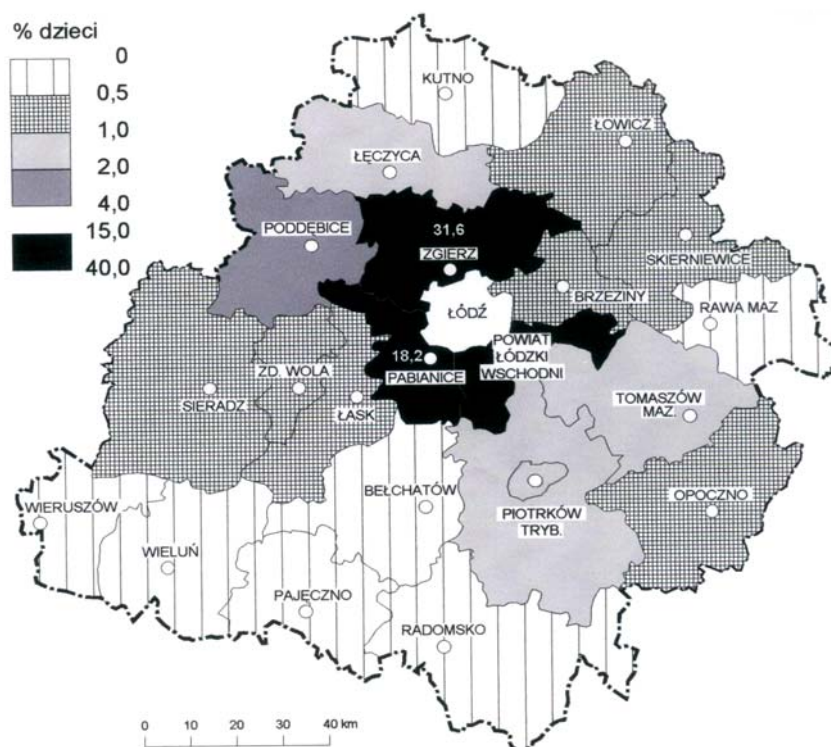 % dzieci
0
0,5
1,0
2,0
4,0
15,0
40,0
KUTNO
ŁOWICZ
ŁĘCZYCA
PODDĘBICE
31,6
ZGIERZ
SKIERNIEWICE
BRZEZINY
RAWA MAZ
ŁÓDŹ
POWIAT
ŁÓDZKI
WSCHODNI
18,2
PABIANICE
ZD. WOLA
SIERADZ
ŁASK
TOMASZÓW
MAZ.
WIERUSZÓW
BEŁCHATÓW
PIOTRKÓW
TRYB.
OPOCZNO
WIELUŃ
PAJĘCZNO
RADOMSKO
0 10 20 30 40 km